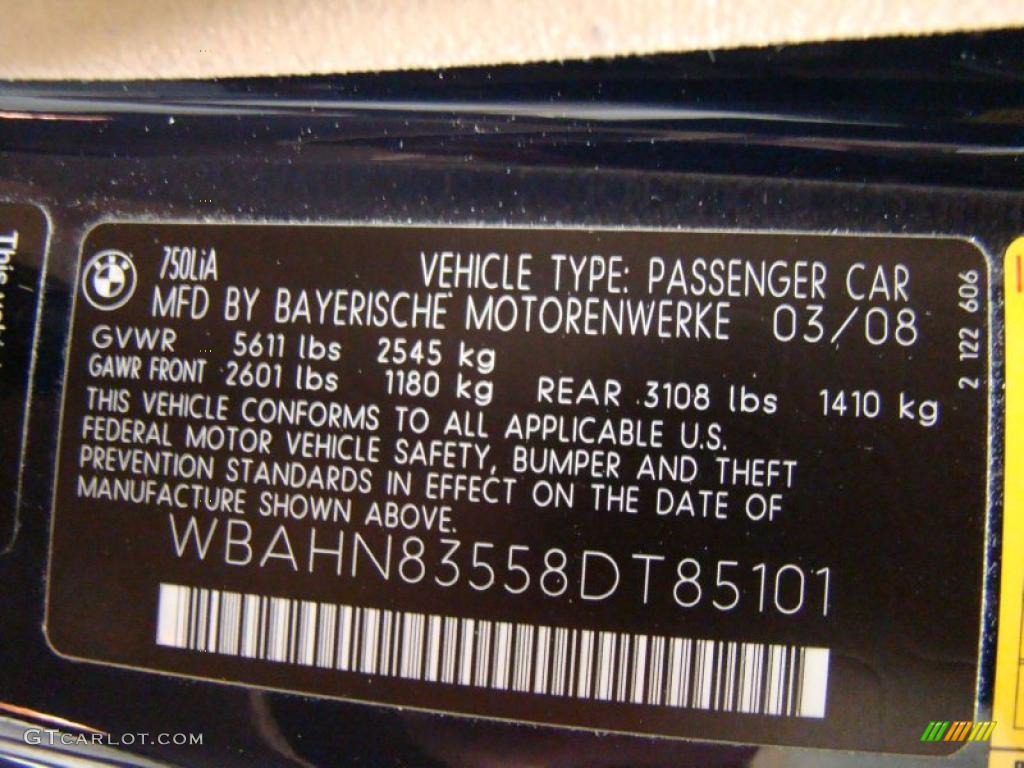 750LiA
VEHICLE TYPE: PASSENGER CAR
MFD BY BAYERISCHE MOTORENWERKE 03/08
GVWR 5611 lbs 2545 kg
GAWR FRONT 2601 lbs 1180 kg REAR 3108 lbs 1410 kg
THIS VEHICLE CONFORMS TO ALL APPLICABLE U.S.
FEDERAL MOTOR VEHICLE SAFETY, BUMPER AND THEFT
PREVENTION STANDARDS IN EFFECT ON THE DATE OF
MANUFACTURE SHOWN ABOVE.
WBAHN83558DT85101
2 122 606
This
GTCARLOT.COM